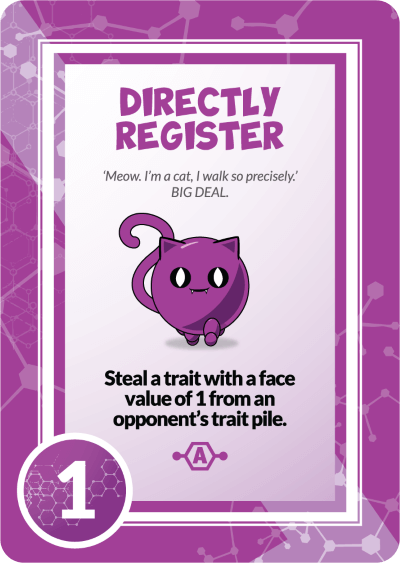 DIRECTLY
REGISTER
‘Meow. I’m a cat, I walk so precisely.’
BIG DEAL.
Steal a trait with a face
value of 1 from an
opponent’s trait pile.
A
1